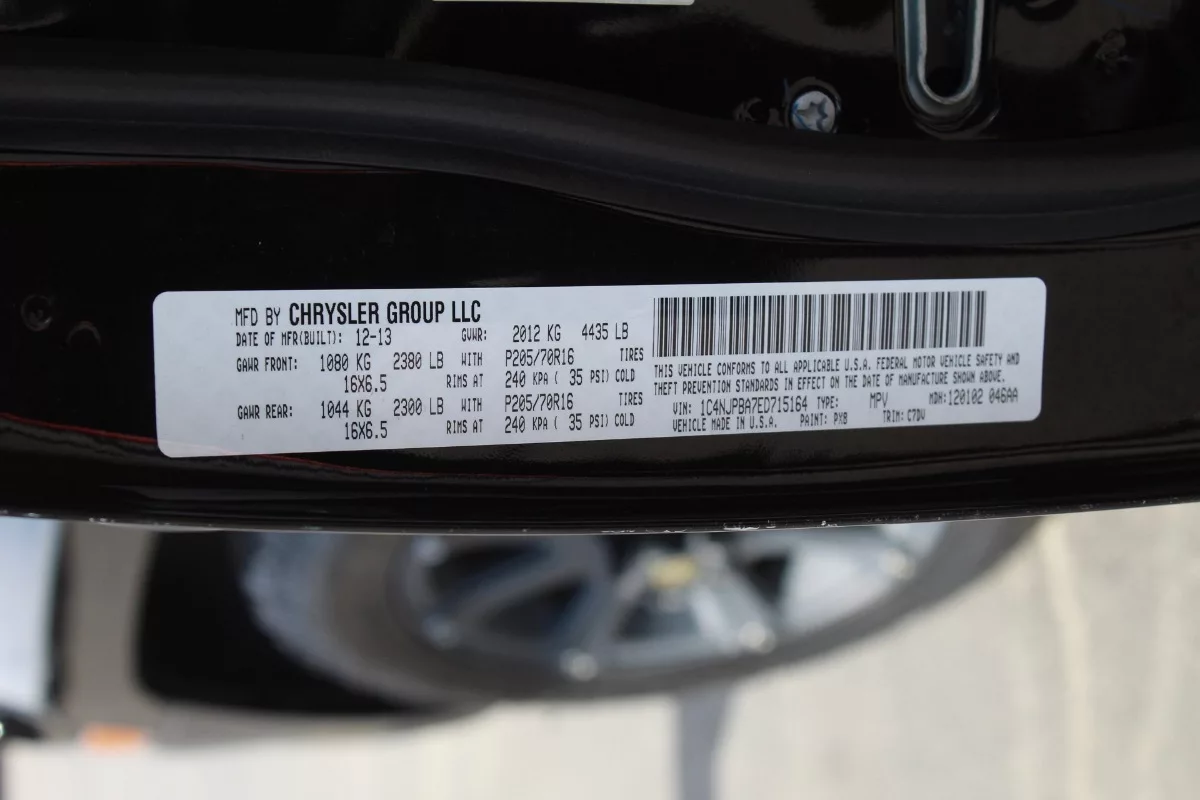 MFD BY CHRYSLER GROUP LLC
DATE OF MFR(BUILT): 12-13 GVWR: 2012 KG 4435 LB
GAWR FRONT: 1080 KG 2380 LB WITH P205/70R16 TIRES
16X6.5 RIMS AT 240 KPA ( 35 PSI) COLD
GAWR REAR: 1044 KG 2300 LB WITH P205/70R16 TIRES
16X6.5 RIMS AT 240 KPA ( 35 PSI) COLD
THIS VEHICLE CONFORMS TO ALL APPLICABLE U.S.A. FEDERAL MOTOR VEHICLE SAFETY AND
THEFT PREVENTION STANDARDS IN EFFECT ON THE DATE OF MANUFACTURE SHOWN ABOVE.
VIN: 1C4NJPBA7ED715164 TYPE: MPV MDH: 120102 046AA
VEHICLE MADE IN U.S.A. PAINT: PX8 TRIM: C7DV